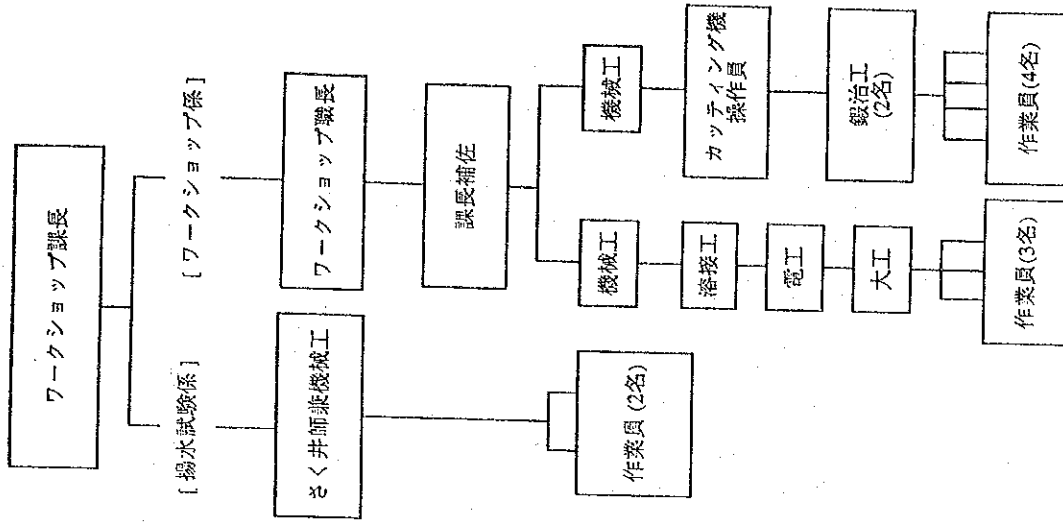 ワークショップ課長
[揚水試験係]
[ワークショップ係]
さく井師兼機械工
ワークショップ職長
課長補佐
作業員(2名)
機械工
機械工
溶接工
カッティング機
操作員
電工
大工
鍛冶工
(2名)
作業員(3名)
作業員(4名)